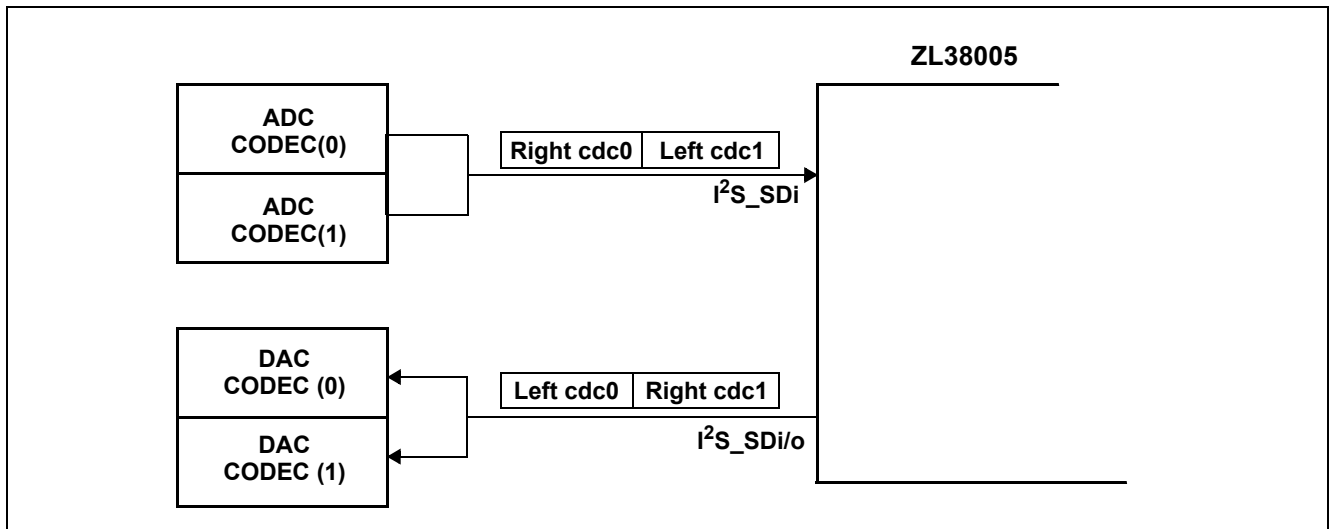 ZL38005
ADC
CODEC(0)
Right cdc0 Left cdc1
I²S_SDi
ADC
CODEC(1)
DAC
CODEC (0)
Left cdc0 Right cdc1
I²S_SDi/o
DAC
CODEC (1)